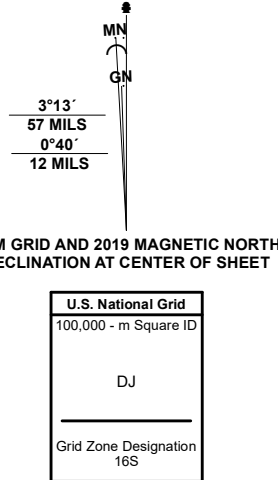 MN
GN
3°13´
57 MILS
0°40´
12 MILS
M GRID AND 2019 MAGNETIC NORTH
ECLINATION AT CENTER OF SHEET
U.S. National Grid
100,000 - m Square ID
DJ
Grid Zone Designation
16S